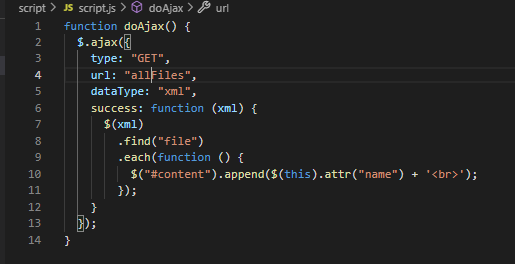 script > JS script.js > doAjax > url
1 function doAjax() {
2 $.ajax({
3 type: "GET",
4 url: "allFiles",
5 dataType: "xml",
6 success: function (xml) {
7 $(xml)
8 .find("file")
9 .each(function () {
10 $("#content").append($(this).attr("name") + '<br>');
11 });
12 }
13 });
14 }